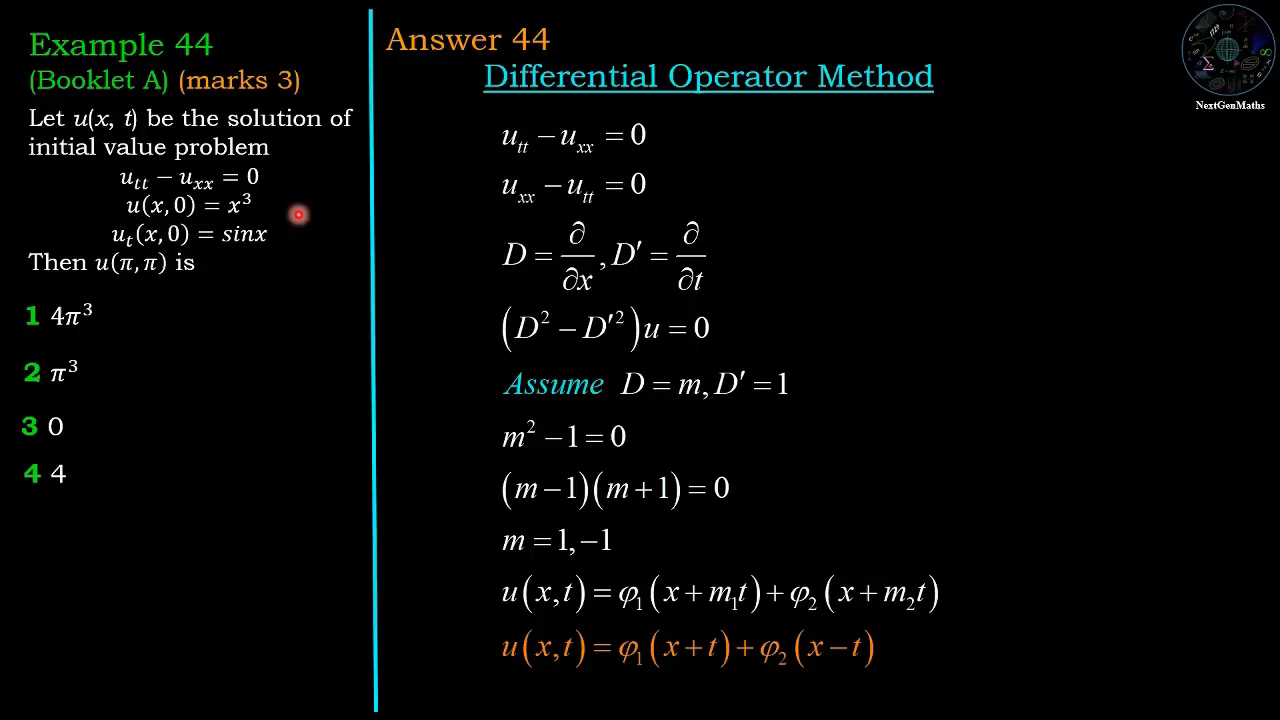 Example 44
(Booklet A) (marks 3)
Let u(x, t) be the solution of
initial value problem
u_tt − u_xx = 0
u(x, 0) = x³
u_t(x, 0) = sinx
Then u(π, π) is
1 4π³
2 π³
3 0
4 4
Answer 44
Differential Operator Method
u_tt − u_xx = 0
u_xx − u_tt = 0
D = ∂/∂x, D′ = ∂/∂t
(D² − D′²)u = 0
Assume D = m, D′ = 1
m² − 1 = 0
(m − 1)(m + 1) = 0
m = 1, −1
u(x, t) = φ₁(x + m₁t) + φ₂(x + m₂t)
u(x, t) = φ₁(x + t) + φ₂(x − t)
NextGenMaths